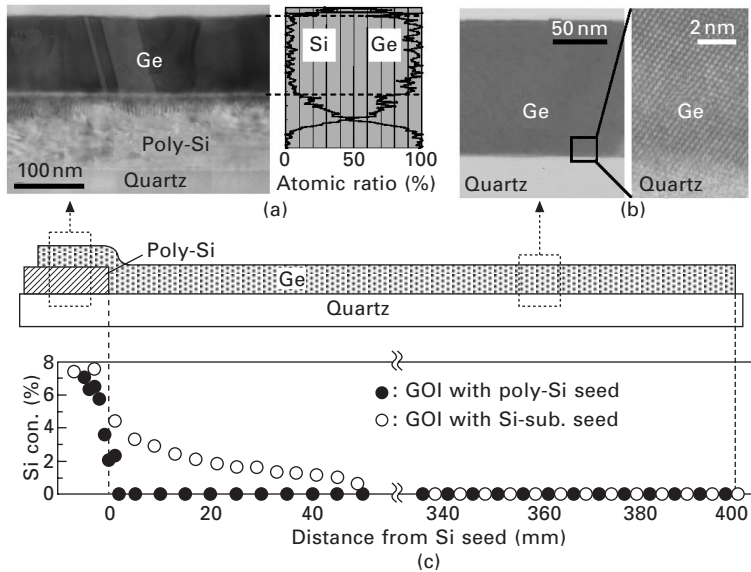 Ge
Poly-Si
100 nm
Quartz
Si Ge
0 50 100
Atomic ratio (%)
(a)
50 nm
Ge
Quartz
2 nm
Ge
Quartz
(b)
Poly-Si
Ge
Quartz
Si con. (%)
8
6
4
2
0
●: GOI with poly-Si seed
○: GOI with Si-sub. seed
0 20 40 340 360 380 400
Distance from Si seed (mm)
(c)